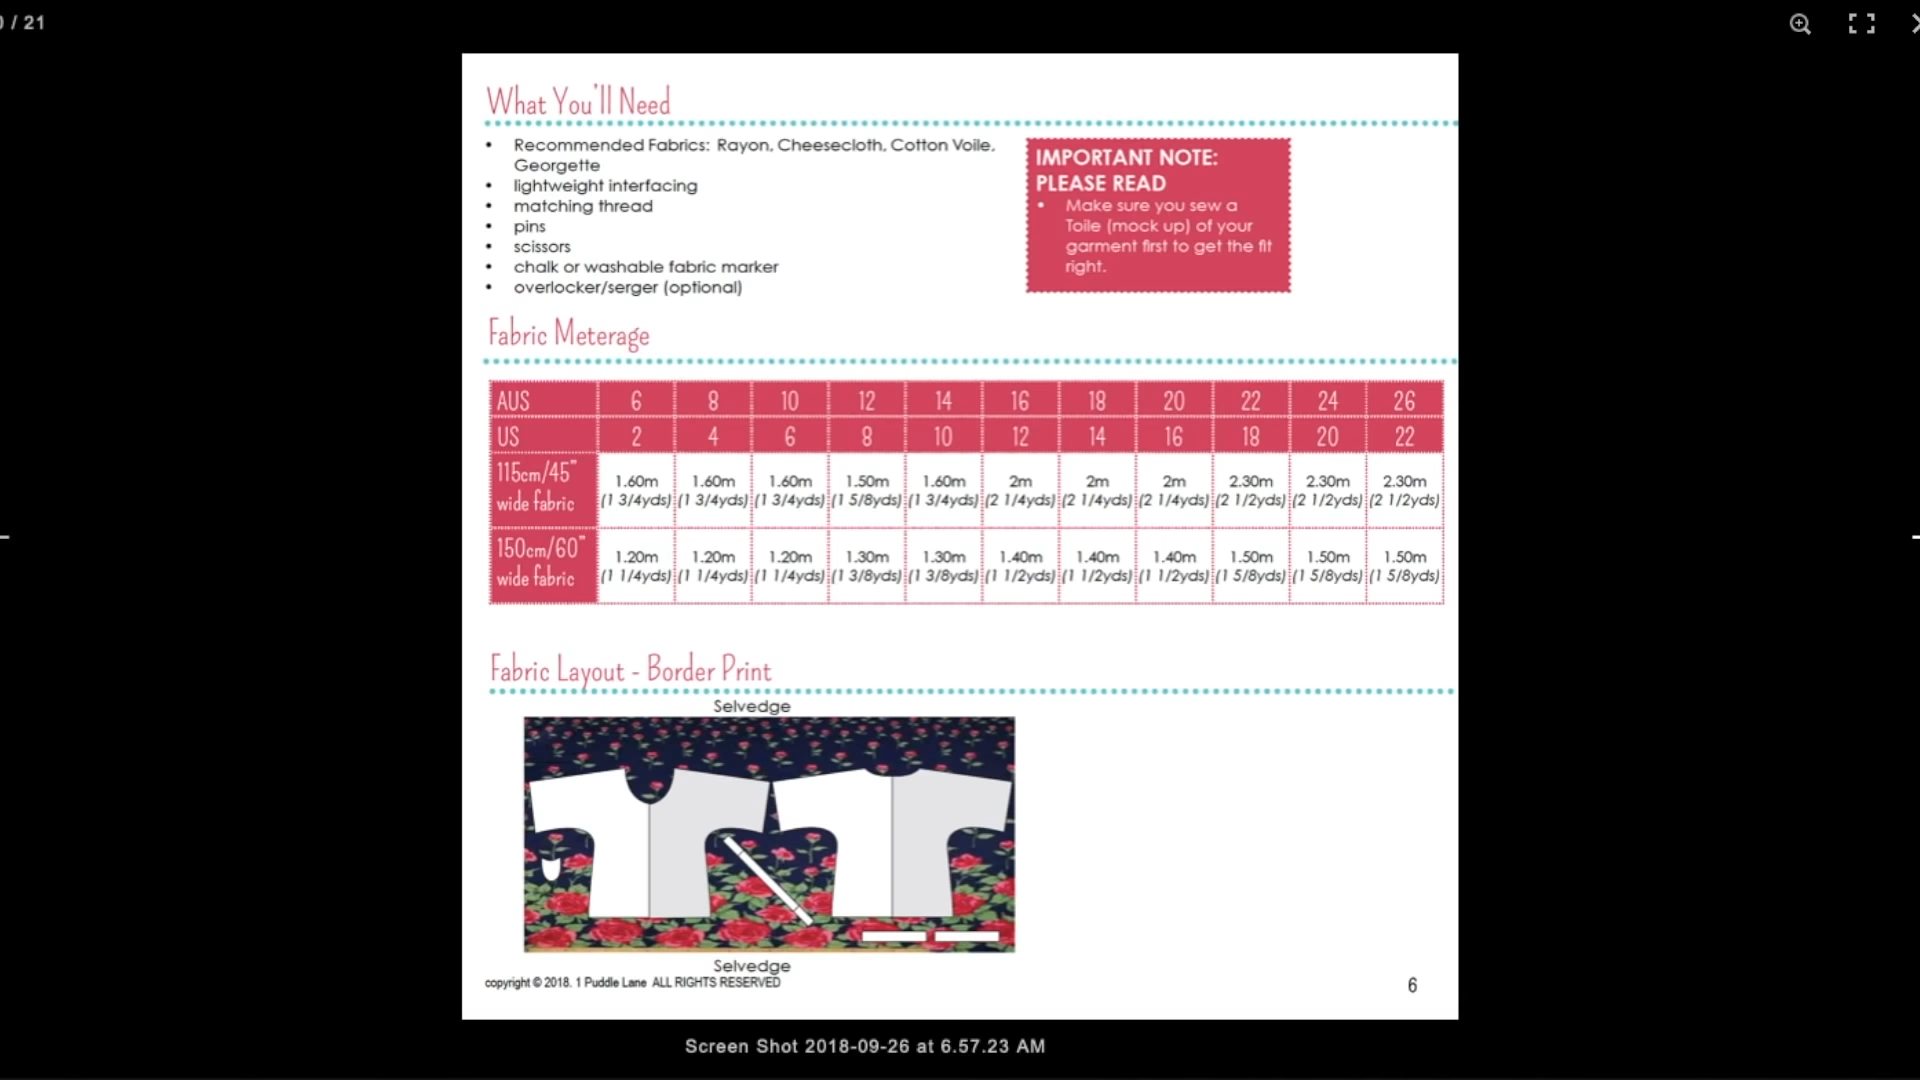 / 21
What You'll Need
• Recommended Fabrics: Rayon, Cheesecloth, Cotton Voile,
Georgette
• lightweight interfacing
• matching thread
• pins
• scissors
• chalk or washable fabric marker
• overlocker/serger (optional)
IMPORTANT NOTE:
PLEASE READ
• Make sure you sew a
Toile (mock up) of your
garment first to get the fit
right.
Fabric Meterage
AUS 6 8 10 12 14 16 18 20 22 24 26
US 2 4 6 8 10 12 14 16 18 20 22
115cm/45"
wide fabric
1.60m 1.60m 1.60m 1.50m 1.60m 2m 2m 2m 2.30m 2.30m 2.30m
(1 3/4yds) (1 3/4yds) (1 3/4yds) (1 5/8yds) (1 3/4yds) (2 1/4yds) (2 1/4yds) (2 1/4yds) (2 1/2yds) (2 1/2yds) (2 1/2yds)
150cm/60"
wide fabric
1.20m 1.20m 1.20m 1.30m 1.30m 1.40m 1.40m 1.40m 1.50m 1.50m 1.50m
(1 1/4yds) (1 1/4yds) (1 1/4yds) (1 3/8yds) (1 3/8yds) (1 1/2yds) (1 1/2yds) (1 1/2yds) (1 5/8yds) (1 5/8yds) (1 5/8yds)
Fabric Layout - Border Print
Selvedge
Selvedge
copyright © 2018. 1 Puddle Lane ALL RIGHTS RESERVED
6
Screen Shot 2018-09-26 at 6.57.23 AM